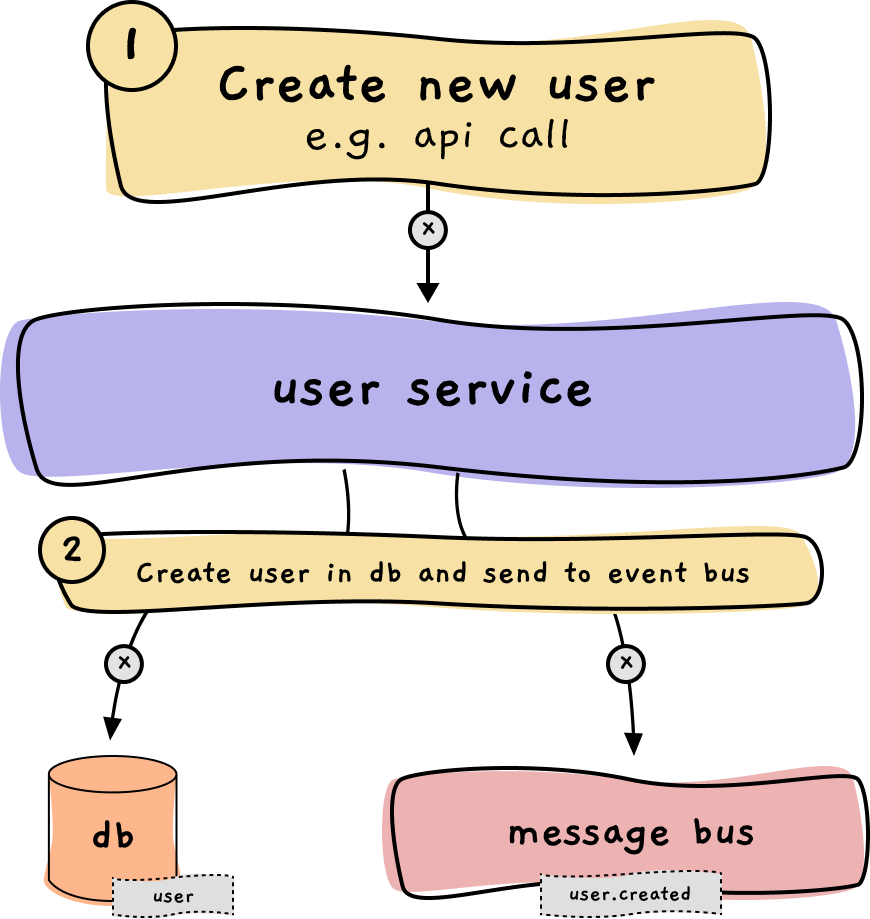 1
Create new user
e.g. api call
x
user service
2
Create user in db and send to event bus
x
x
db
message bus
user
user.created